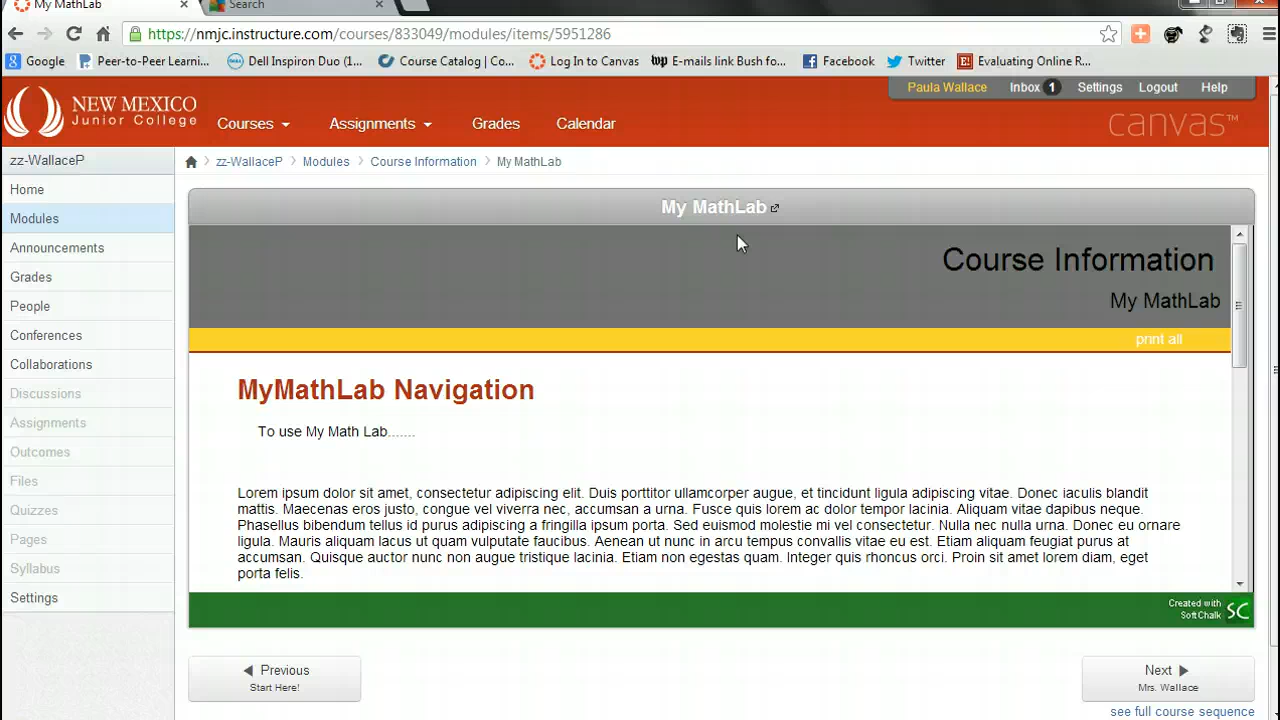 My MathLab
Search
https://nmjc.instructure.com/courses/833049/modules/items/5951286
Google
Peer-to-Peer Learni...
Dell Inspiron Duo (1...
Course Catalog | Co...
Log In to Canvas
wp E-mails link Bush fo...
Facebook
Twitter
E! Evaluating Online R...
Paula Wallace
Inbox 1
Settings
Logout
Help
NEW MEXICO
Junior College
Courses
Assignments
Grades
Calendar
canvas™
zz-WallaceP
Home
Modules
Announcements
Grades
People
Conferences
Collaborations
Discussions
Assignments
Outcomes
Files
Quizzes
Pages
Syllabus
Settings
zz-WallaceP > Modules > Course Information > My MathLab
My MathLab
Course Information
My MathLab
print all
MyMathLab Navigation
To use My Math Lab.......
Lorem ipsum dolor sit amet, consectetur adipiscing elit. Duis porttitor ullamcorper augue, et tincidunt ligula adipiscing vitae. Donec iaculis blandit
mattis. Maecenas eros justo, congue vel viverra nec, accumsan a urna. Fusce quis lorem ac dolor tempor lacinia. Aliquam vitae dapibus neque.
Phasellus bibendum tellus id purus adipiscing a fringilla ipsum porta. Sed euismod molestie mi vel consectetur. Nulla nec nulla urna. Donec eu ornare
ligula. Mauris aliquam lacus ut quam vulputate faucibus. Aenean ut nunc in arcu tempus convallis vitae eu est. Etiam aliquam feugiat purus at
accumsan. Quisque auctor nunc non augue tristique lacinia. Etiam non egestas quam. Integer quis rhoncus orci. Proin sit amet lorem diam, eget
porta felis.
Created with
SoftChalk
SC
Previous
Start Here!
Next
Mrs. Wallace
see full course sequence